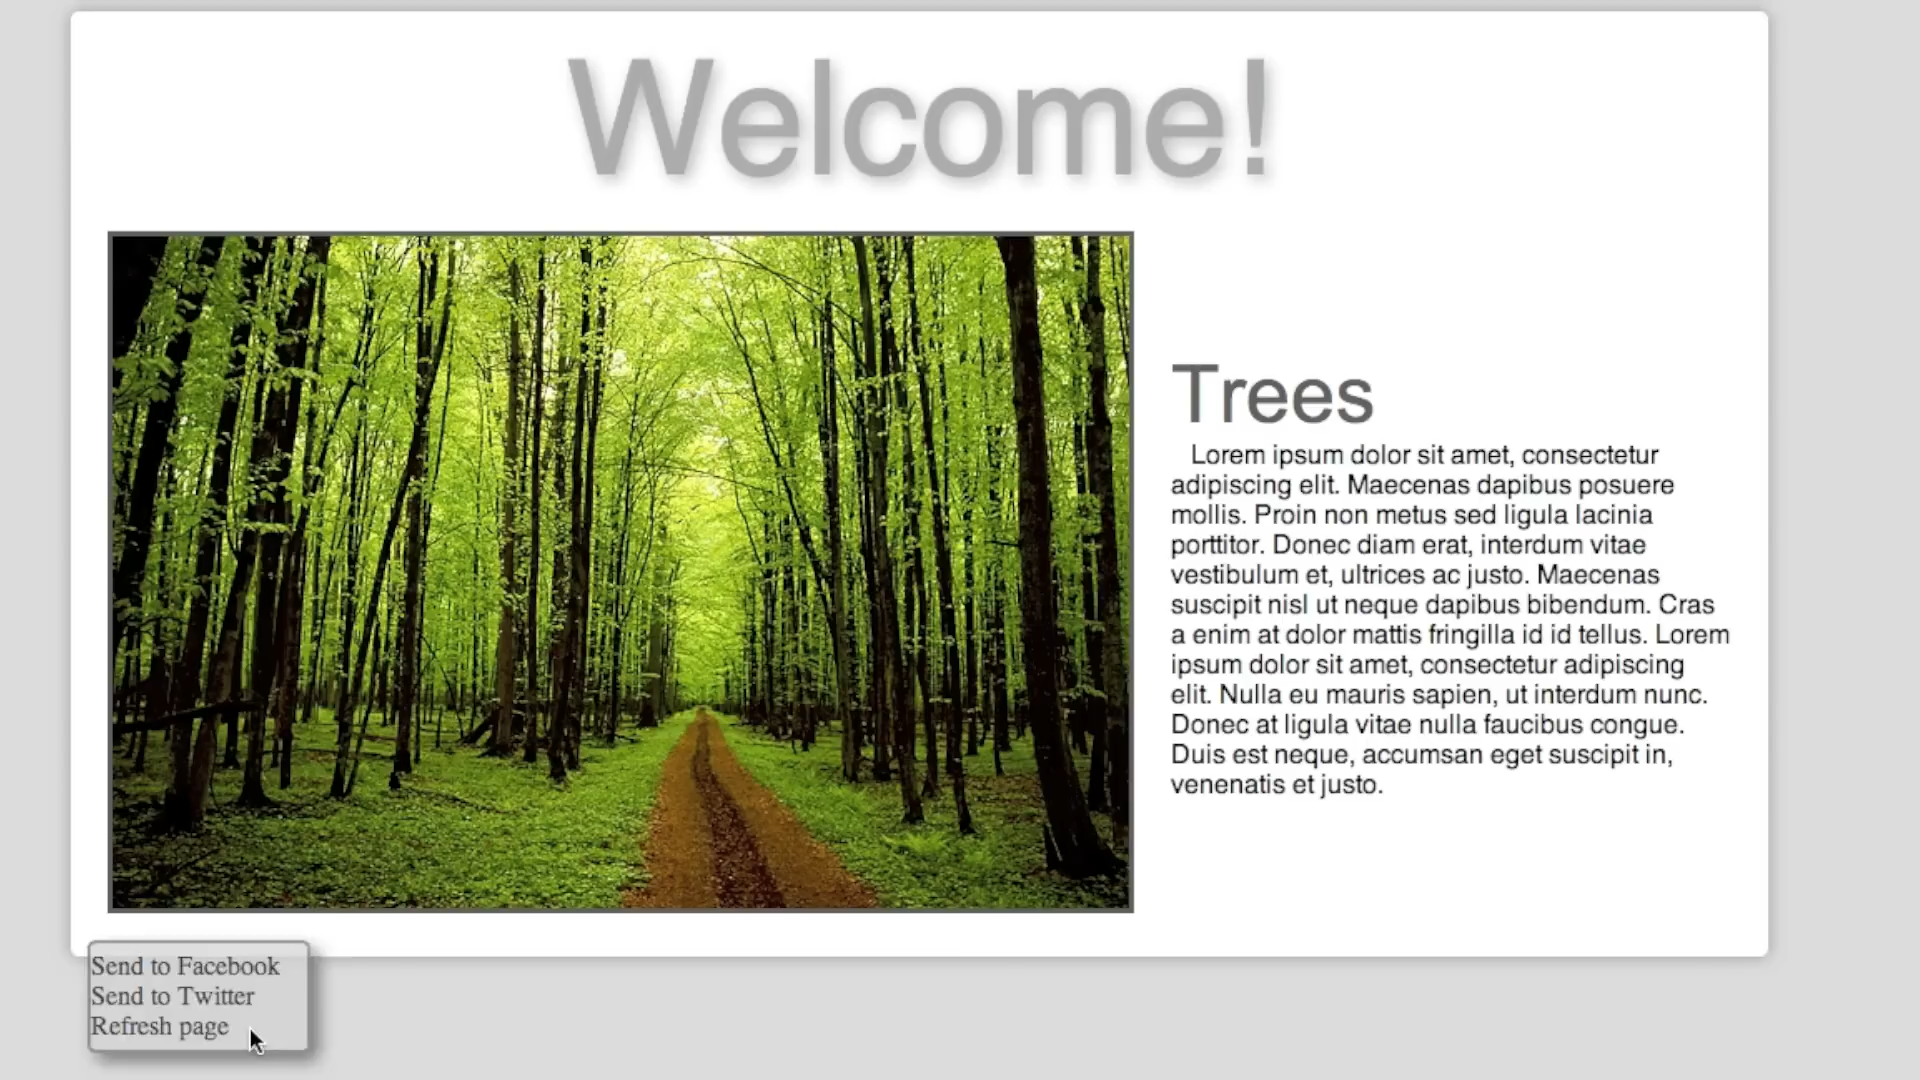 Welcome!
Trees
Lorem ipsum dolor sit amet, consectetur
adipiscing elit. Maecenas dapibus posuere
mollis. Proin non metus sed ligula lacinia
porttitor. Donec diam erat, interdum vitae
vestibulum et, ultrices ac justo. Maecenas
suscipit nisl ut neque dapibus bibendum. Cras
a enim at dolor mattis fringilla id id tellus. Lorem
ipsum dolor sit amet, consectetur adipiscing
elit. Nulla eu mauris sapien, ut interdum nunc.
Donec at ligula vitae nulla faucibus congue.
Duis est neque, accumsan eget suscipit in,
venenatis et justo.
Send to Facebook
Send to Twitter
Refresh page